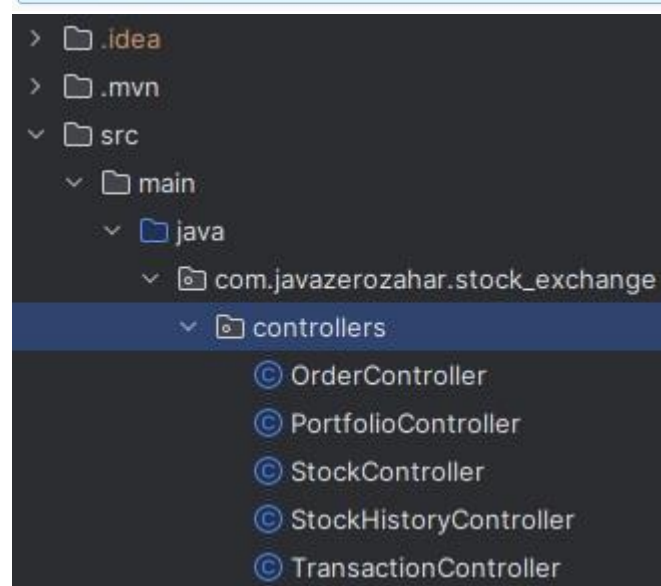 .idea
.mvn
src
main
java
com.javazerozahar.stock_exchange
controllers
OrderController
PortfolioController
StockController
StockHistoryController
TransactionController